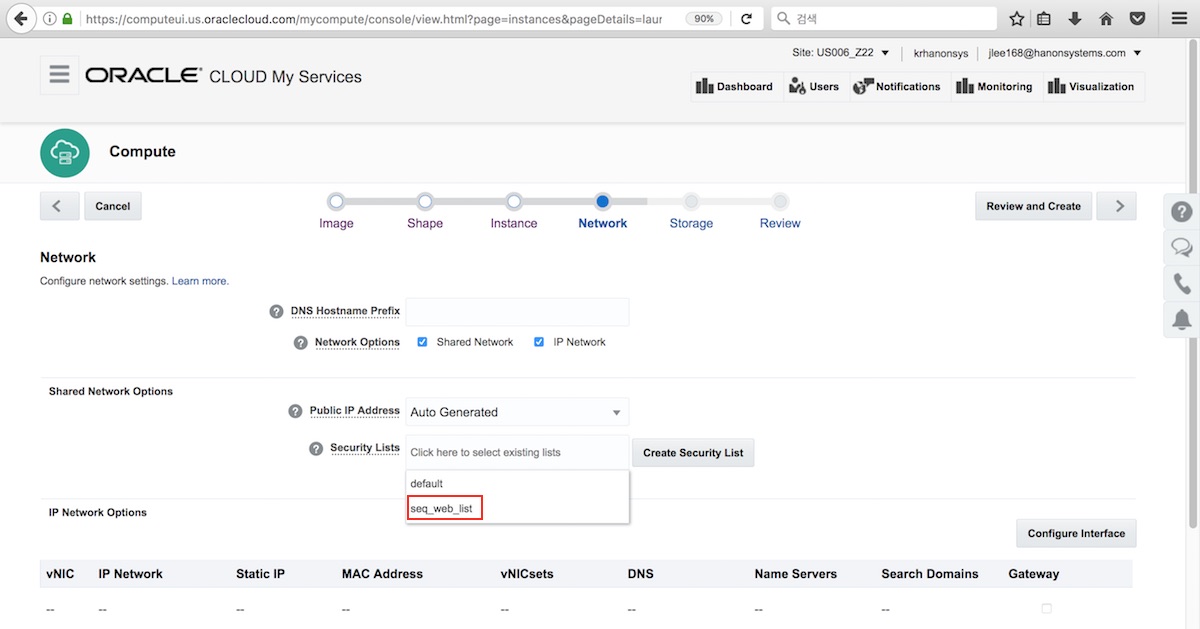 https://computeui.us.oraclecloud.com/mycompute/console/view.html?page=instances&pageDetails=laur
90%
검색
Site: US006_Z22
krhanonsys
jlee168@hanonsystems.com
ORACLE® CLOUD My Services
Dashboard
Users
Notifications
Monitoring
Visualization
Compute
Cancel
Image
Shape
Instance
Network
Storage
Review
Review and Create
Network
Configure network settings. Learn more.
DNS Hostname Prefix
Network Options
Shared Network
IP Network
Shared Network Options
Public IP Address
Auto Generated
Security Lists
Click here to select existing lists
Create Security List
default
seq_web_list
IP Network Options
Configure Interface
vNIC IP Network Static IP MAC Address vNICsets DNS Name Servers Search Domains Gateway
-- -- -- -- -- -- -- --